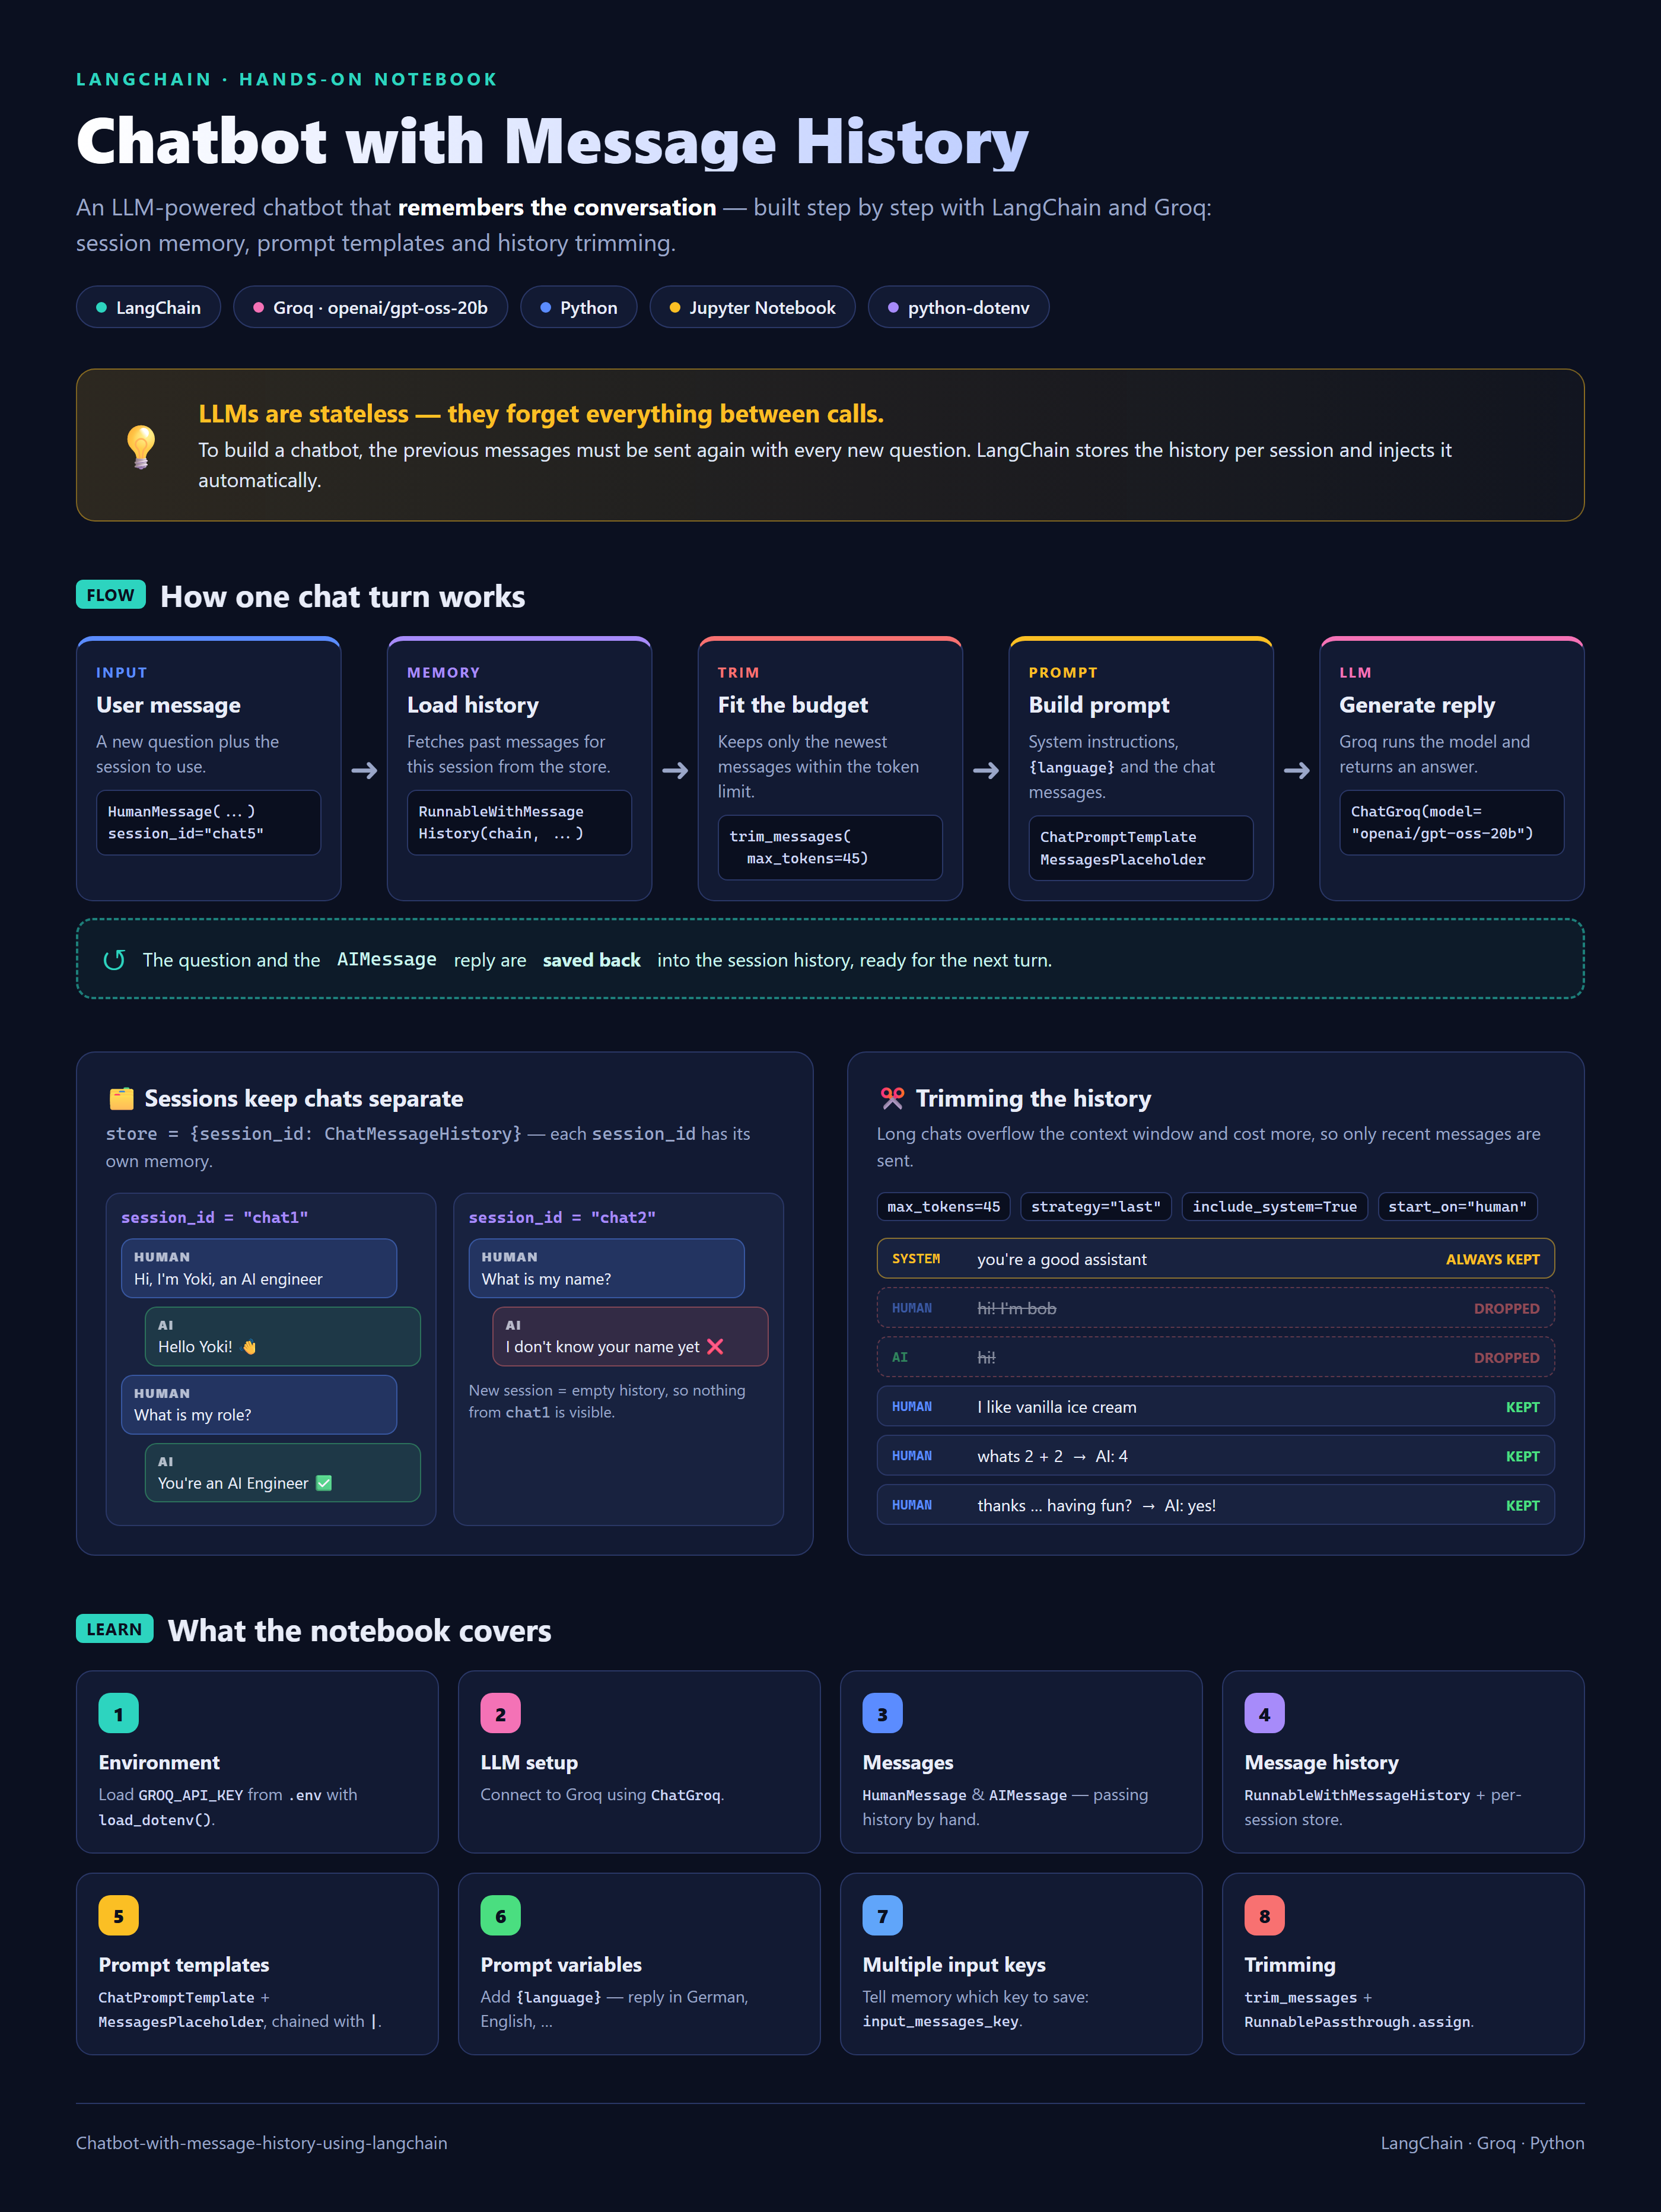 LANGCHAIN · HANDS-ON NOTEBOOK
Chatbot with Message History
An LLM-powered chatbot that remembers the conversation — built step by step with LangChain and Groq:
session memory, prompt templates and history trimming.
LangChain
Groq · openai/gpt-oss-20b
Python
Jupyter Notebook
python-dotenv
LLMs are stateless — they forget everything between calls.
To build a chatbot, the previous messages must be sent again with every new question. LangChain stores the history per session and injects it
automatically.
FLOW How one chat turn works
INPUT
User message
A new question plus the
session to use.
HumanMessage(...)
session_id="chat5"
→
MEMORY
Load history
Fetches past messages for
this session from the store.
RunnableWithMessage
History(chain, ...)
→
TRIM
Fit the budget
Keeps only the newest
messages within the token
limit.
trim_messages(
max_tokens=45)
→
PROMPT
Build prompt
System instructions,
{language} and the chat
messages.
ChatPromptTemplate
MessagesPlaceholder
→
LLM
Generate reply
Groq runs the model and
returns an answer.
ChatGroq(model=
"openai/gpt-oss-20b")
↺ The question and the AIMessage reply are saved back into the session history, ready for the next turn.
Sessions keep chats separate
store = {session_id: ChatMessageHistory} — each session_id has its
own memory.
session_id = "chat1"
HUMAN
Hi, I'm Yoki, an AI engineer
AI
Hello Yoki! 👋
HUMAN
What is my role?
AI
You're an AI Engineer ✅
session_id = "chat2"
HUMAN
What is my name?
AI
I don't know your name yet ❌
New session = empty history, so nothing
from chat1 is visible.
Trimming the history
Long chats overflow the context window and cost more, so only recent messages are
sent.
max_tokens=45
strategy="last"
include_system=True
start_on="human"
SYSTEM you're a good assistant ALWAYS KEPT
HUMAN hi! I'm bob DROPPED
AI hi! DROPPED
HUMAN I like vanilla ice cream KEPT
HUMAN whats 2 + 2 → AI: 4 KEPT
HUMAN thanks ... having fun? → AI: yes! KEPT
LEARN What the notebook covers
1
Environment
Load GROQ_API_KEY from .env with
load_dotenv().
2
LLM setup
Connect to Groq using ChatGroq.
3
Messages
HumanMessage & AIMessage — passing
history by hand.
4
Message history
RunnableWithMessageHistory + per-
session store.
5
Prompt templates
ChatPromptTemplate +
MessagesPlaceholder, chained with |.
6
Prompt variables
Add {language} — reply in German,
English, ...
7
Multiple input keys
Tell memory which key to save:
input_messages_key.
8
Trimming
trim_messages +
RunnablePassthrough.assign.
Chatbot-with-message-history-using-langchain
LangChain · Groq · Python